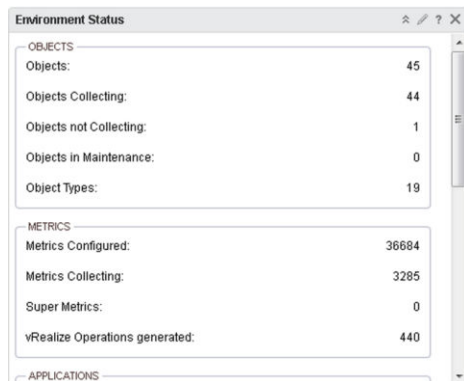 Environment Status
OBJECTS
Objects: 45
Objects Collecting: 44
Objects not Collecting: 1
Objects in Maintenance: 0
Object Types: 19
METRICS
Metrics Configured: 36684
Metrics Collecting: 3285
Super Metrics: 0
vRealize Operations generated: 440
APPLICATIONS